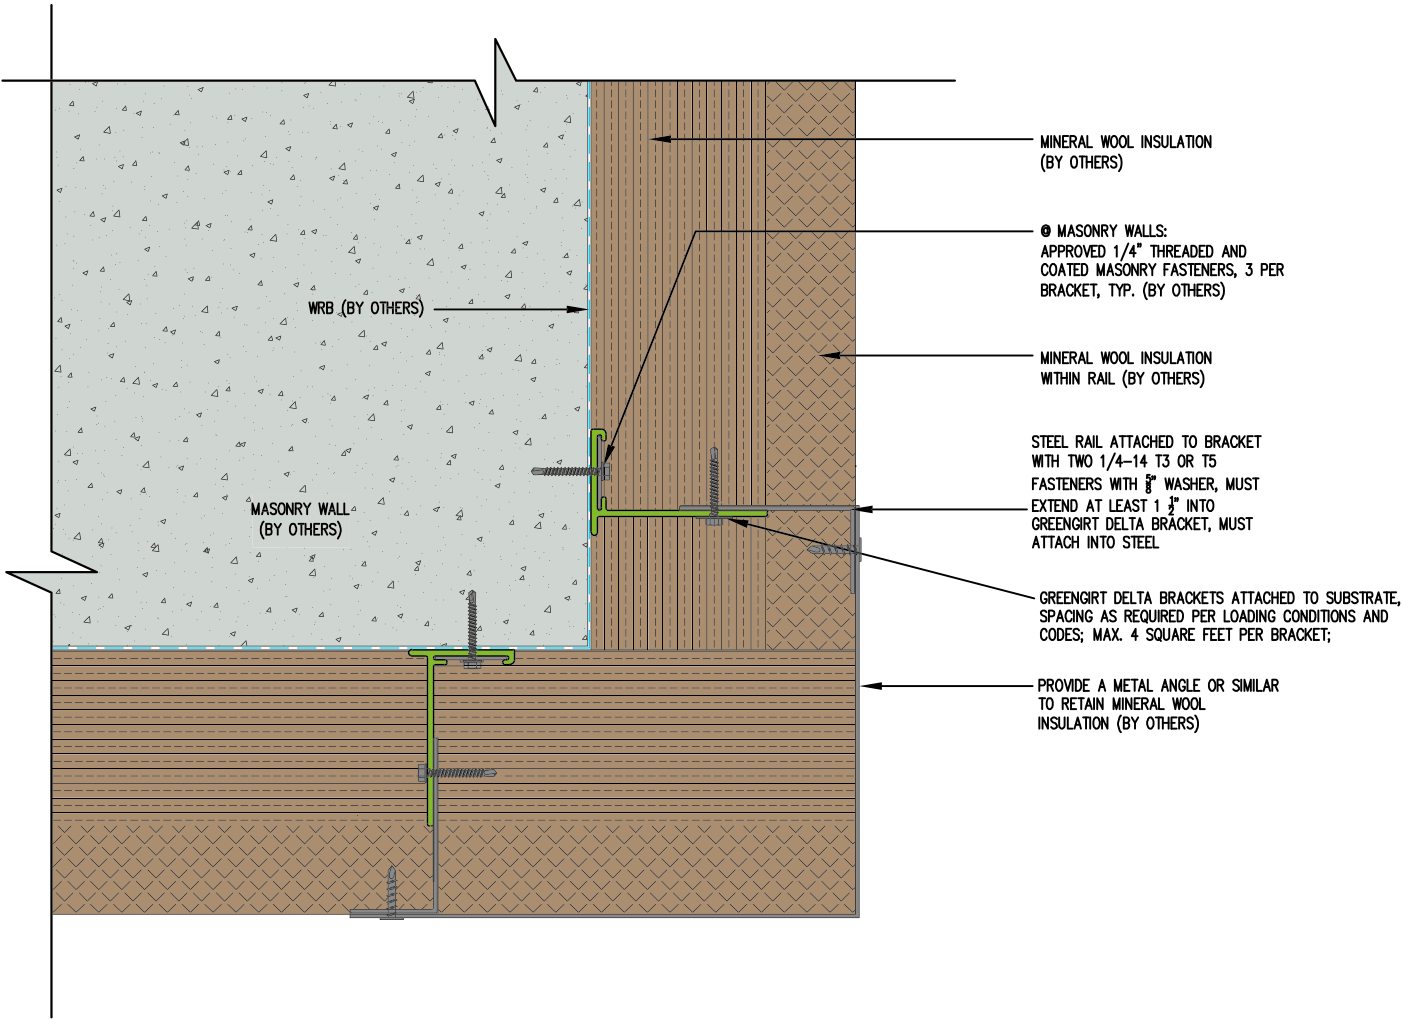 MINERAL WOOL INSULATION
(BY OTHERS)
@ MASONRY WALLS:
APPROVED 1/4" THREADED AND
COATED MASONRY FASTENERS, 3 PER
BRACKET, TYP. (BY OTHERS)
WRB (BY OTHERS)
MINERAL WOOL INSULATION
WITHIN RAIL (BY OTHERS)
STEEL RAIL ATTACHED TO BRACKET
WITH TWO 1/4-14 T3 OR T5
FASTENERS WITH 5/8" WASHER, MUST
EXTEND AT LEAST 1 1/2" INTO
GREENGIRT DELTA BRACKET, MUST
ATTACH INTO STEEL
MASONRY WALL
(BY OTHERS)
GREENGIRT DELTA BRACKETS ATTACHED TO SUBSTRATE,
SPACING AS REQUIRED PER LOADING CONDITIONS AND
CODES; MAX. 4 SQUARE FEET PER BRACKET;
PROVIDE A METAL ANGLE OR SIMILAR
TO RETAIN MINERAL WOOL
INSULATION (BY OTHERS)